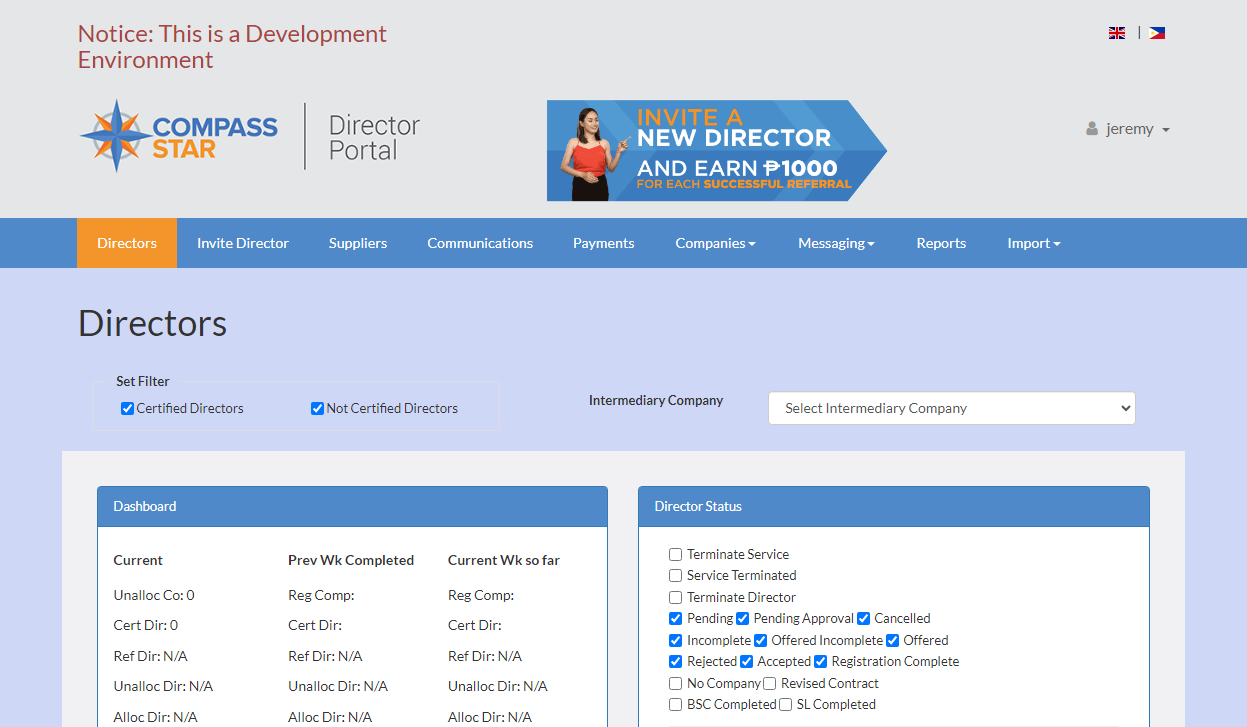 Notice: This is a Development
Environment
|
COMPASS
STAR
Director
Portal
INVITE A
NEW DIRECTOR
AND EARN ₱1000
FOR EACH SUCCESSFUL REFERRAL
jeremy
Directors Invite Director Suppliers Communications Payments Companies Messaging Reports Import
Directors
Set Filter
Certified Directors Not Certified Directors
Intermediary Company Select Intermediary Company
Dashboard
Current Prev Wk Completed Current Wk so far
Unalloc Co: 0 Reg Comp: Reg Comp:
Cert Dir: 0 Cert Dir: Cert Dir:
Ref Dir: N/A Ref Dir: N/A Ref Dir: N/A
Unalloc Dir: N/A Unalloc Dir: N/A Unalloc Dir: N/A
Alloc Dir: N/A Alloc Dir: N/A Alloc Dir: N/A
Director Status
Terminate Service
Service Terminated
Terminate Director
Pending Pending Approval Cancelled
Incomplete Offered Incomplete Offered
Rejected Accepted Registration Complete
No Company Revised Contract
BSC Completed SL Completed